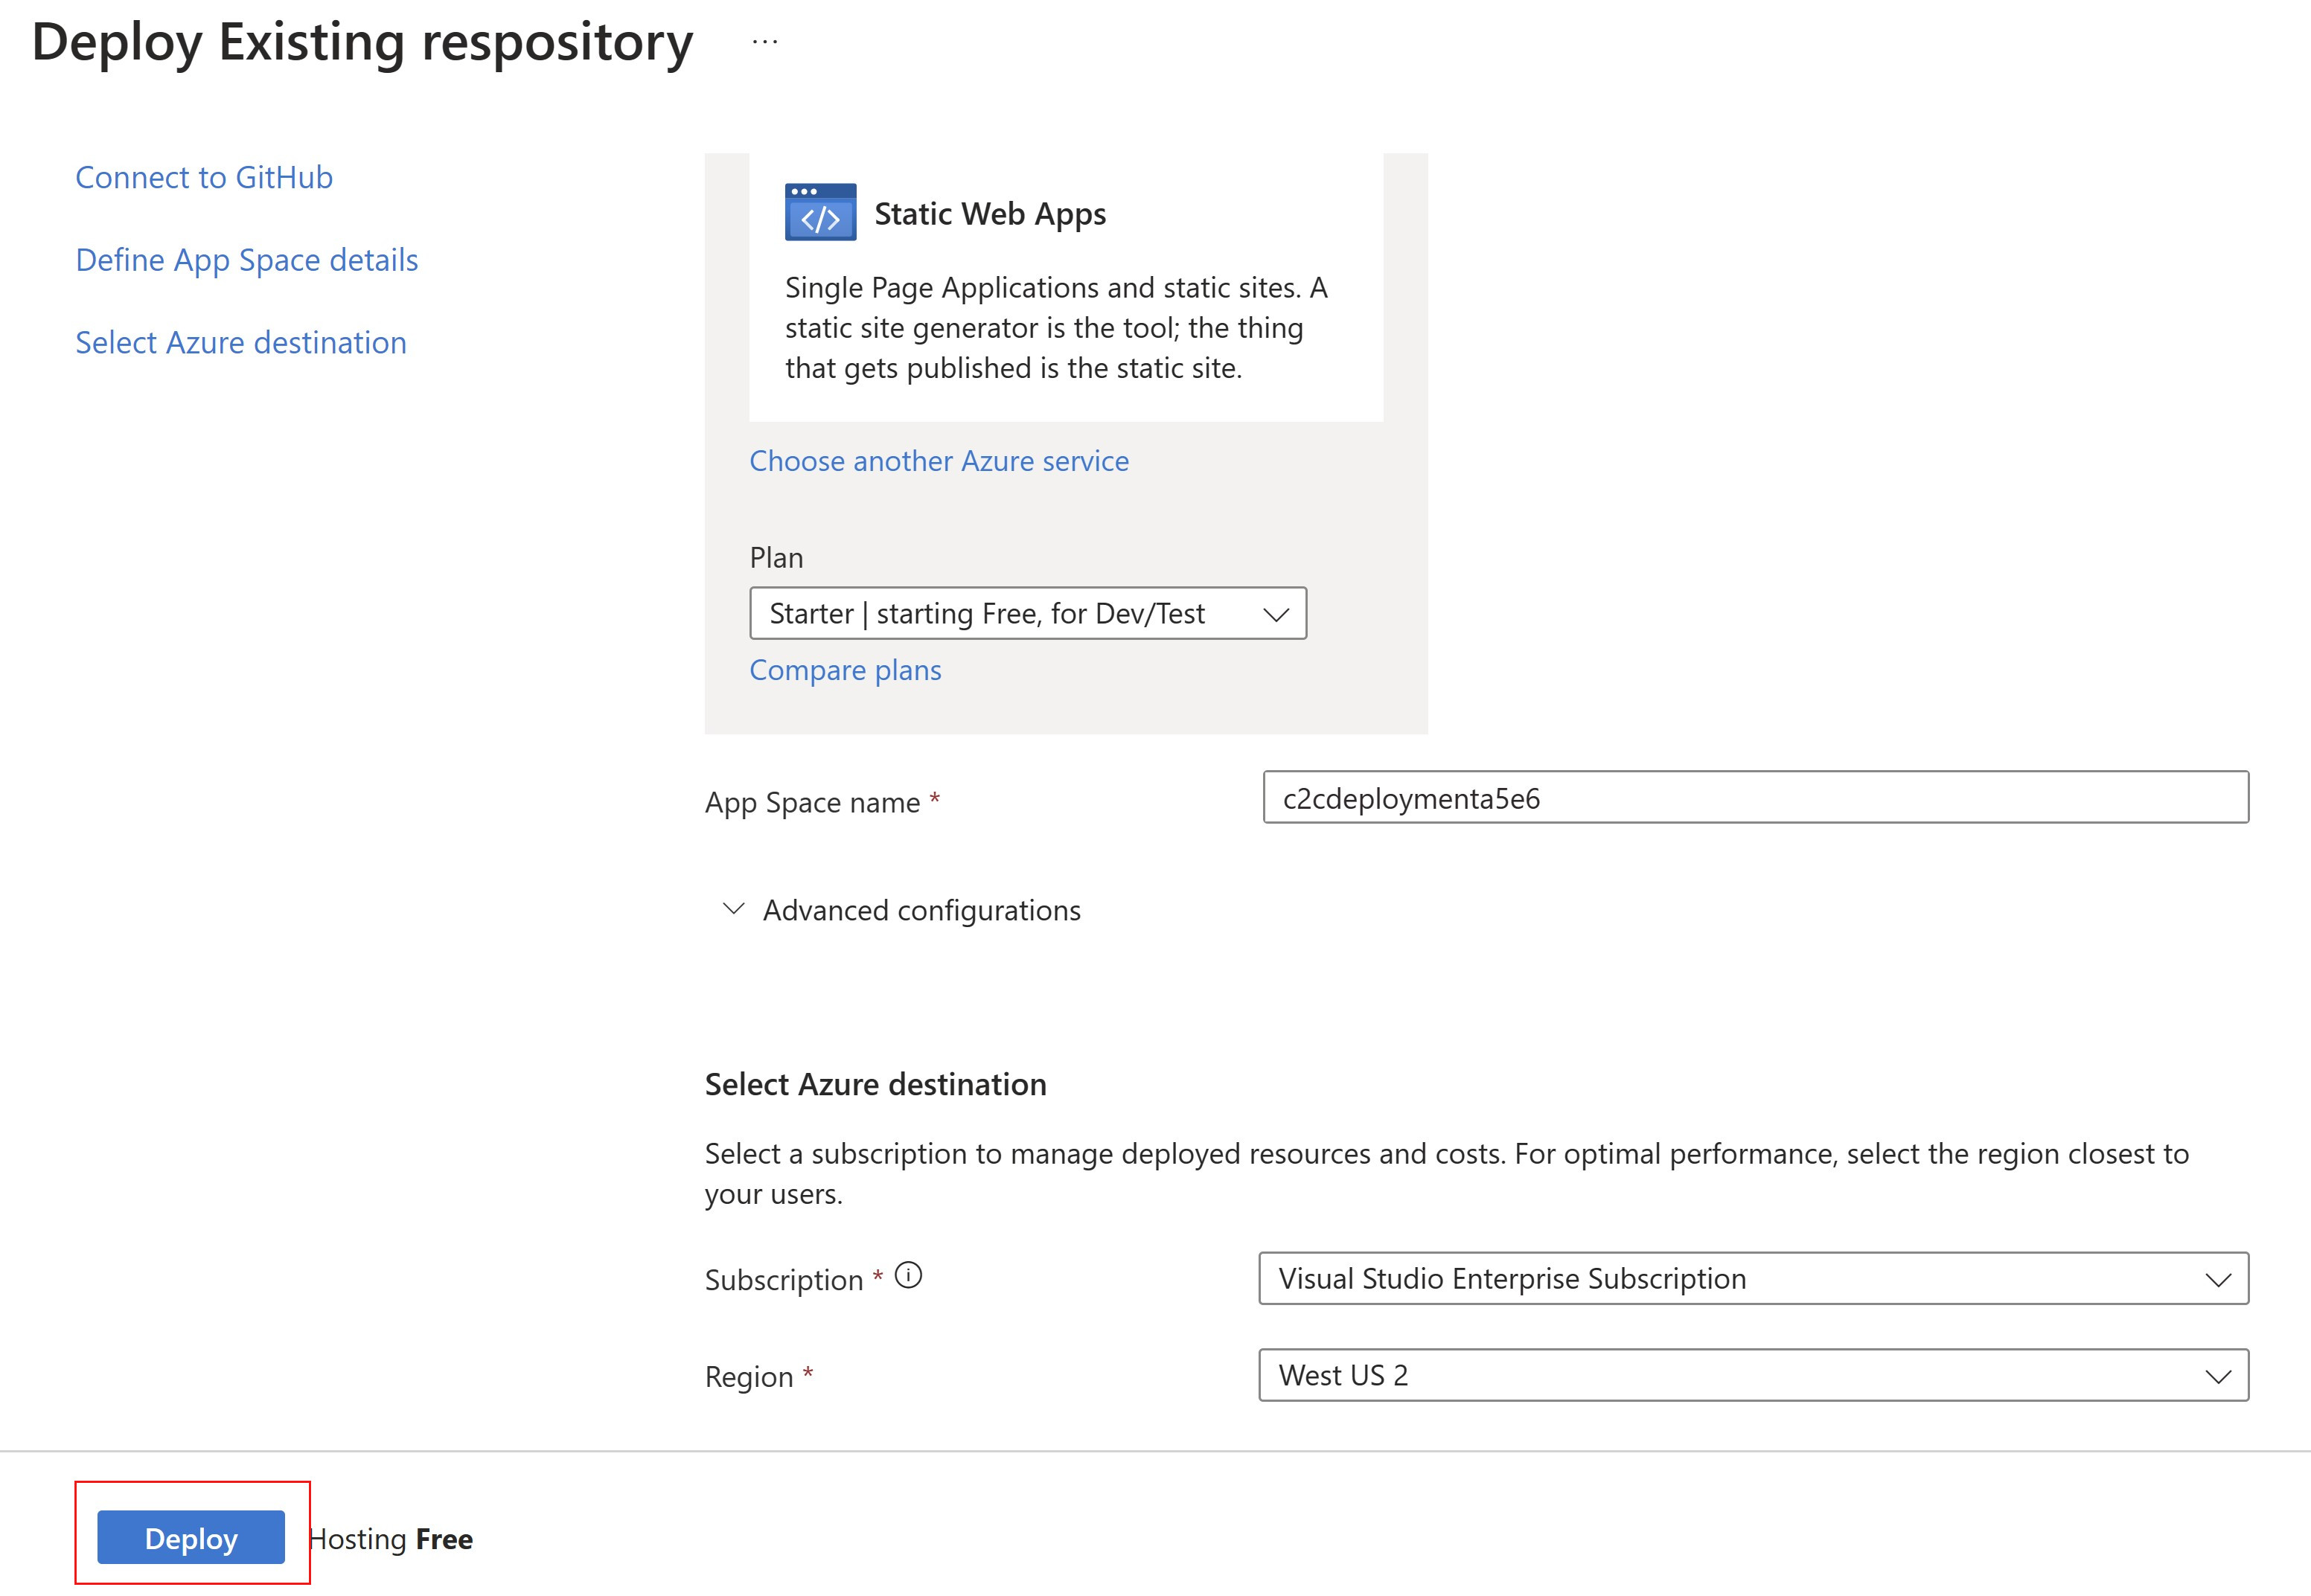 Deploy Existing respository ...
Connect to GitHub
Define App Space details
Select Azure destination
Static Web Apps
Single Page Applications and static sites. A
static site generator is the tool; the thing
that gets published is the static site.
Choose another Azure service
Plan
Starter | starting Free, for Dev/Test
Compare plans
App Space name *
c2cdeploymenta5e6
Advanced configurations
Select Azure destination
Select a subscription to manage deployed resources and costs. For optimal performance, select the region closest to
your users.
Subscription *
Visual Studio Enterprise Subscription
Region *
West US 2
Deploy
Hosting Free